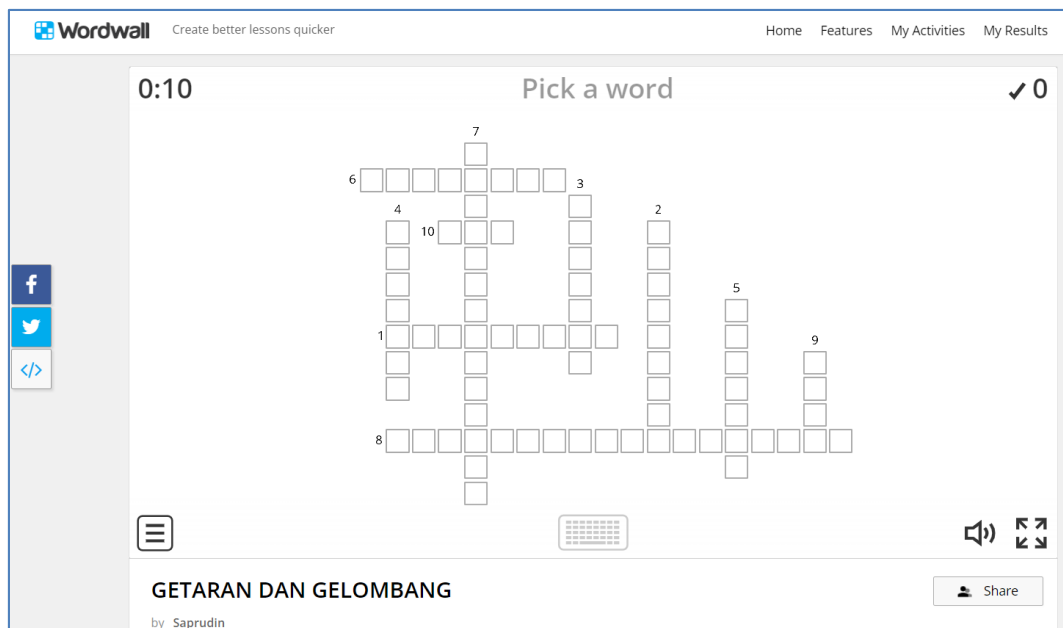 Wordwall Create better lessons quicker Home Features My Activities My Results
0:10 Pick a word 0
7
6
3
4
2
10
5
1
9
8
GETARAN DAN GELOMBANG
Share
by Saprudin